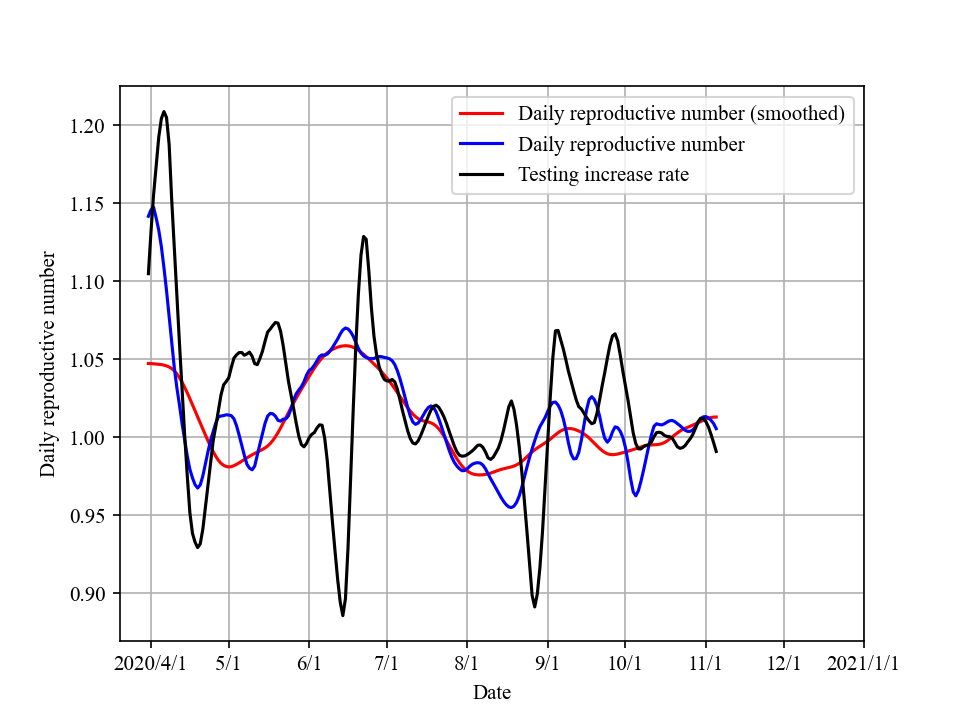 Daily reproductive number (smoothed)
Daily reproductive number
Testing increase rate
1.20
1.15
1.10
1.05
1.00
0.95
0.90
Daily reproductive number
2020/4/1 5/1 6/1 7/1 8/1 9/1 10/1 11/1 12/1 2021/1/1
Date